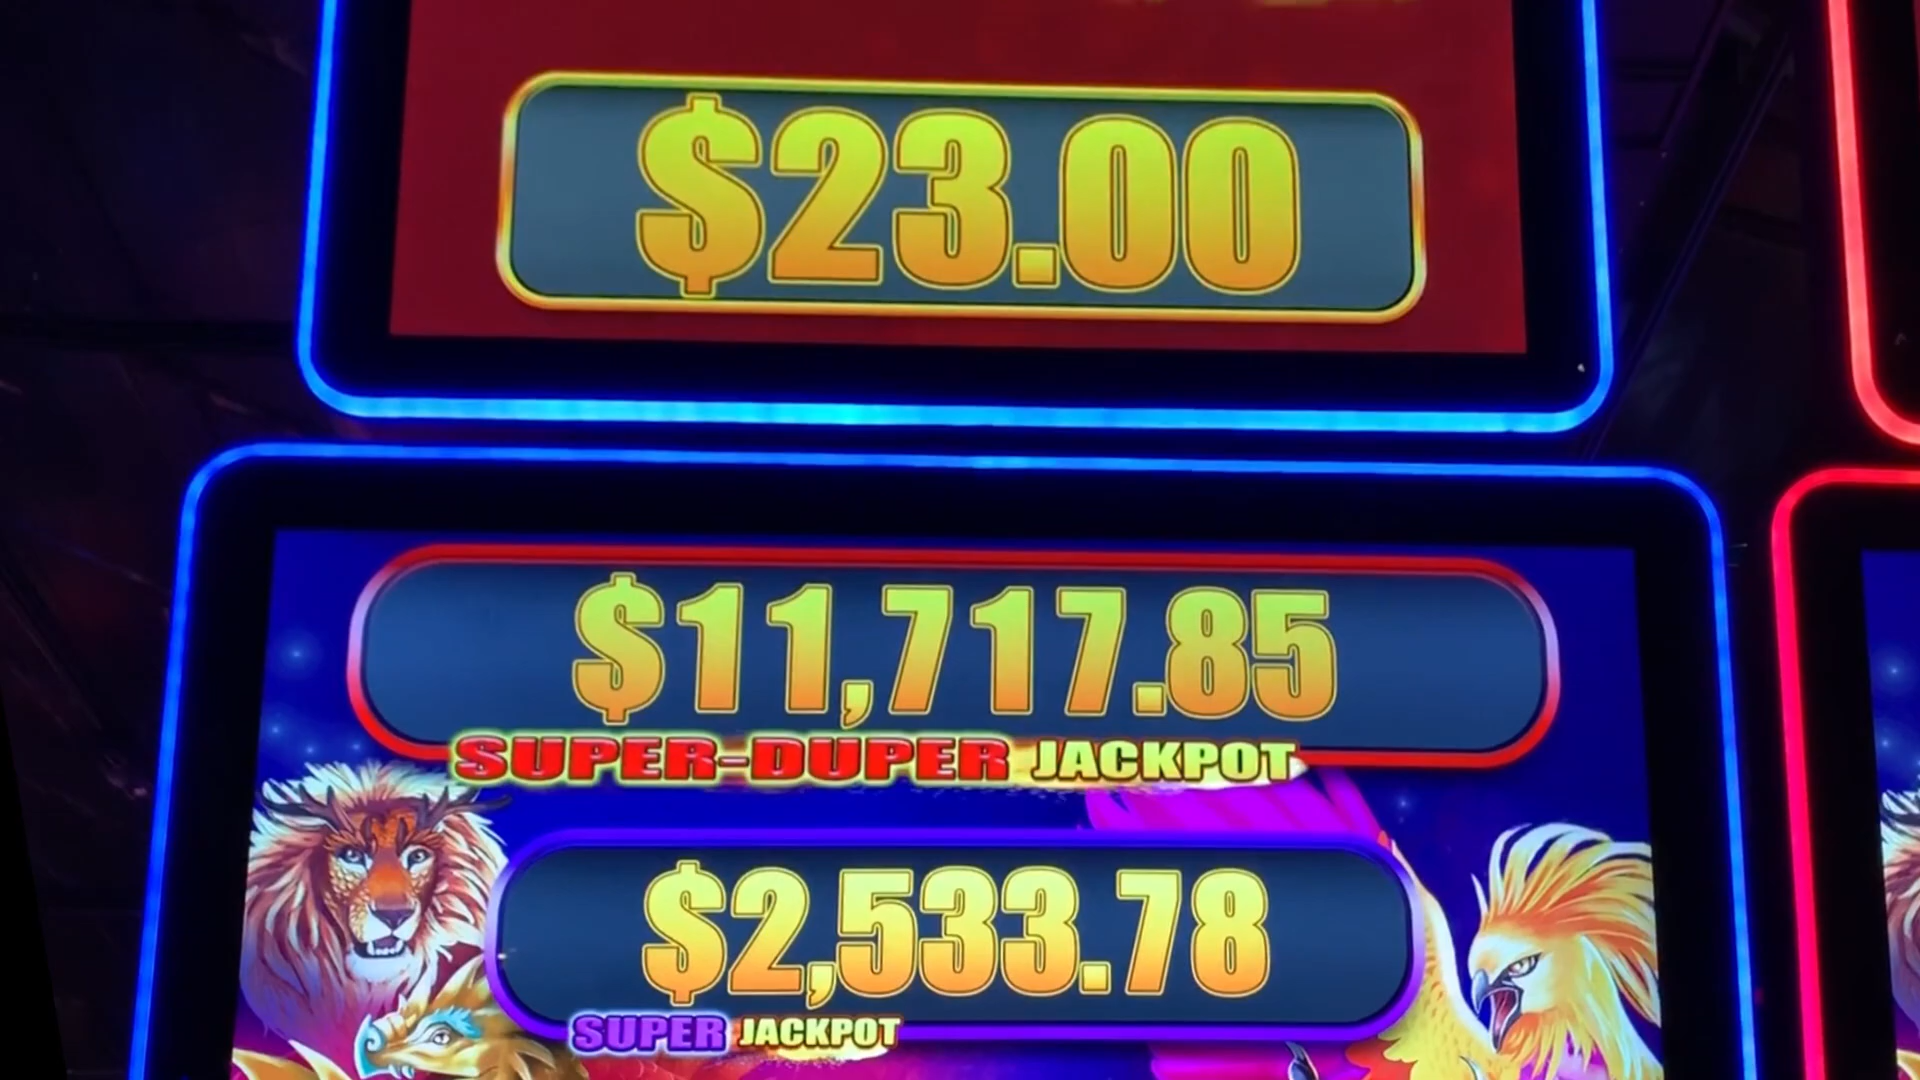 $23.00
$11,717.85
SUPER-DUPER JACKPOT
$2,533.78
SUPER JACKPOT